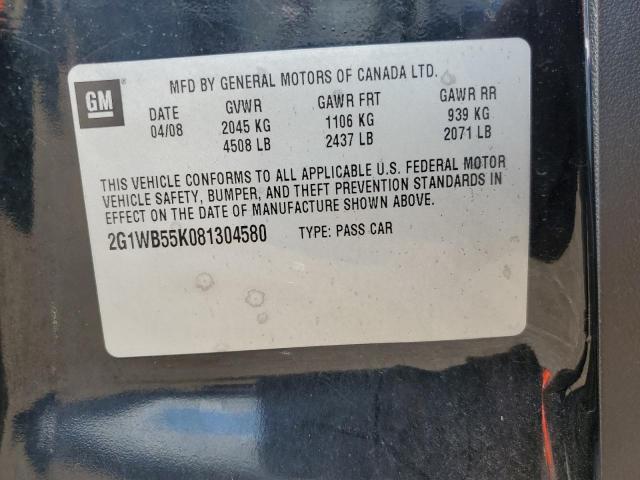 GM
MFD BY GENERAL MOTORS OF CANADA LTD.
DATE GVWR GAWR FRT GAWR RR
04/08 2045 KG 1106 KG 939 KG
4508 LB 2437 LB 2071 LB
THIS VEHICLE CONFORMS TO ALL APPLICABLE U.S. FEDERAL MOTOR
VEHICLE SAFETY, BUMPER, AND THEFT PREVENTION STANDARDS IN
EFFECT ON THE DATE OF MANUFACTURE SHOWN ABOVE.
2G1WB55K081304580 TYPE: PASS CAR